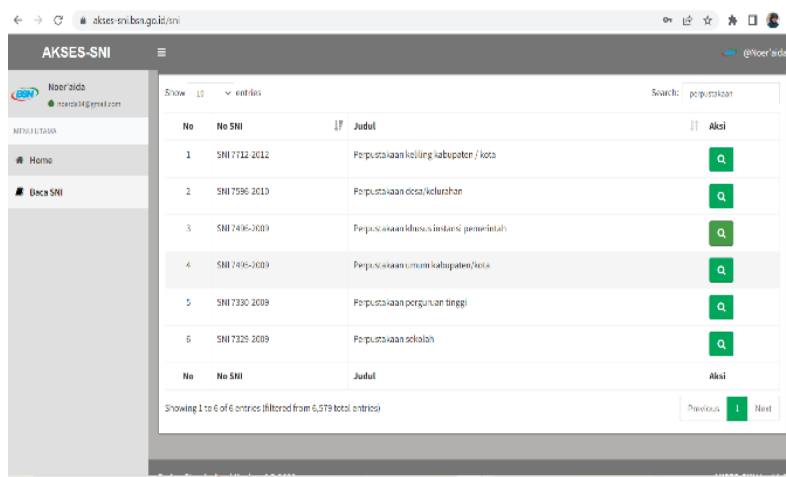 akses-sni.bsn.go.id/sni
AKSES-SNI
@Noer'aida
BSN
Noer'aida
MENU UTAMA
Home
Baca SNI
Show 10 entries
Search: perpustakaan
No No SNI Judul Aksi
1 SNI 7712-2012 Perpustakaan keliling kabupaten / kota
2 SNI 7596-2010 Perpustakaan desa/kelurahan
3 SNI 7496-2009 Perpustakaan khusus instansi pemerintah
4 SNI 7495-2009 Perpustakaan umum kabupaten/kota
5 SNI 7330-2009 Perpustakaan perguruan tinggi
6 SNI 7329-2009 Perpustakaan sekolah
No No SNI Judul Aksi
Showing 1 to 6 of 6 entries (filtered from 6,579 total entries)
Previous 1 Next